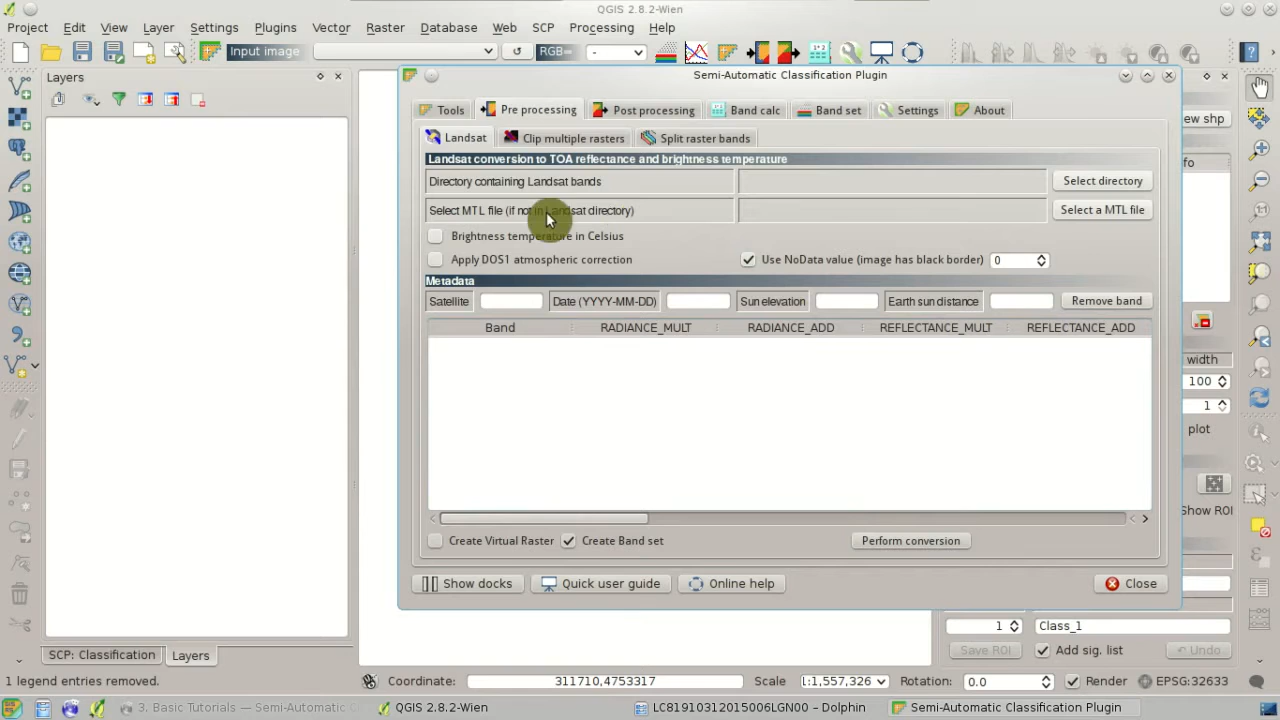 QGIS 2.8.2-Wien
Project Edit View Layer Settings Plugins Vector Raster Database Web SCP Processing Help
Input image RGB= -
Layers
Semi-Automatic Classification Plugin
Tools Pre processing Post processing Band calc Band set Settings About
ew shp
Landsat Clip multiple rasters Split raster bands
fo
Landsat conversion to TOA reflectance and brightness temperature
Directory containing Landsat bands Select directory
Select MTL file (if not in Landsat directory) Select a MTL file
Brightness temperature in Celsius
Apply DOS1 atmospheric correction Use NoData value (image has black border) 0
Metadata
Satellite Date (YYYY-MM-DD) Sun elevation Earth sun distance Remove band
Band RADIANCE_MULT RADIANCE_ADD REFLECTANCE_MULT REFLECTANCE_ADD
width
100
1
plot
Show ROI
Create Virtual Raster Create Band set Perform conversion
Show docks Quick user guide Online help Close
1 Class_1
SCP: Classification Layers Save ROI Add sig. list Undo
1 legend entries removed. Coordinate: 311710,4753317 Scale 1:1,557,326 Rotation: 0.0 Render EPSG:32633
3. Basic Tutorials — Semi-Automatic QGIS 2.8.2-Wien LC81910312015006LGN00 – Dolphin Semi-Automatic Classification Plugin